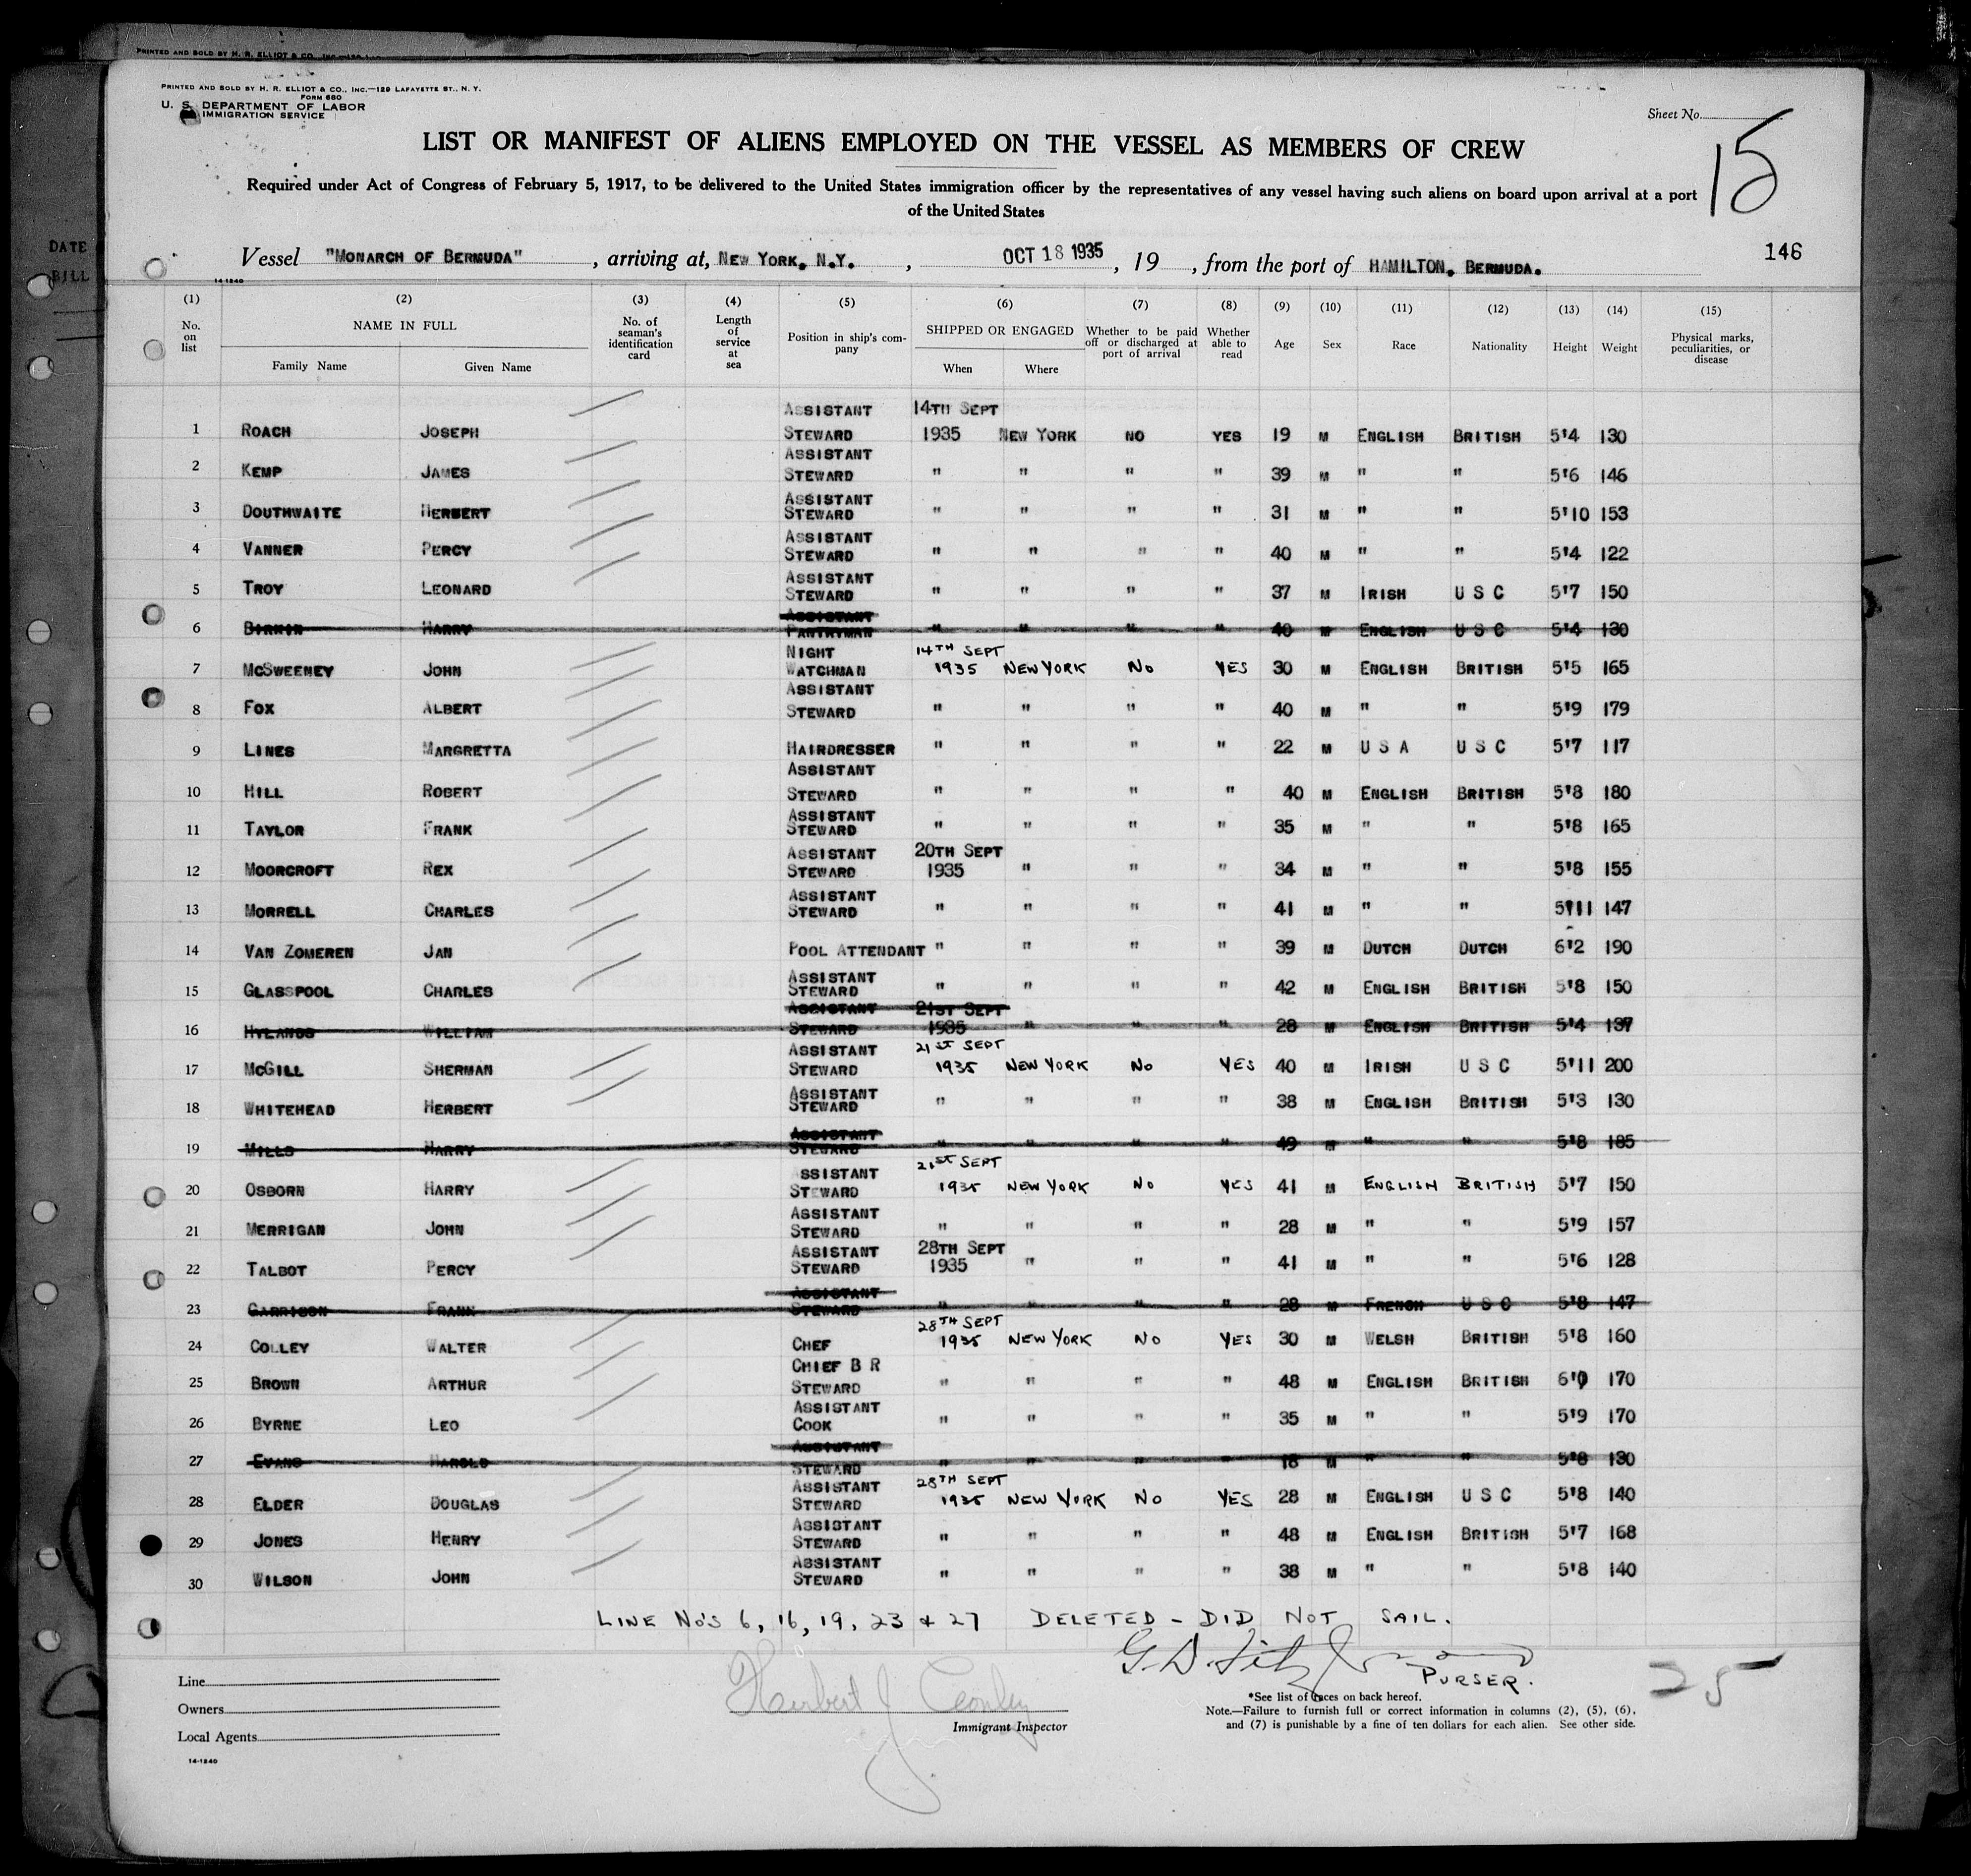 PRINTED AND SOLD BY H. R. ELLIOT & CO., INC.
DATE
BILL
PRINTED AND SOLD BY H. R. ELLIOT & CO., INC.—129 LAFAYETTE ST., N. Y.
FORM 680
U. S. DEPARTMENT OF LABOR
IMMIGRATION SERVICE
Sheet No.
15
LIST OR MANIFEST OF ALIENS EMPLOYED ON THE VESSEL AS MEMBERS OF CREW
Required under Act of Congress of February 5, 1917, to be delivered to the United States immigration officer by the representatives of any vessel having such aliens on board upon arrival at a port
of the United States
Vessel "MONARCH OF BERMUDA", arriving at, NEW YORK, N.Y., OCT 18 1935, 19 , from the port of HAMILTON, BERMUDA.
146
14-1240
(1) (2) (3) (4) (5) (6) (7) (8) (9) (10) (11) (12) (13) (14) (15)
No. on list NAME IN FULL Family Name Given Name No. of seaman's identification card Length of service at sea Position in ship's company SHIPPED OR ENGAGED When Where Whether to be paid off or discharged at port of arrival Whether able to read Age Sex Race Nationality Height Weight Physical marks, peculiarities, or disease
1 ROACH JOSEPH ASSISTANT STEWARD 14TH SEPT 1935 NEW YORK NO YES 19 M ENGLISH BRITISH 5'4 130
2 KEMP JAMES ASSISTANT STEWARD " " " " 39 M " " 5'6 146
3 DOUTHWAITE HERBERT ASSISTANT STEWARD " " " " 31 M " " 5'10 153
4 VANNER PERCY ASSISTANT STEWARD " " " " 40 M " " 5'4 122
5 TROY LEONARD ASSISTANT STEWARD " " " " 37 M IRISH U S C 5'7 150
6 BIRKIN HARRY ASSISTANT PANTRYMAN " " " " 40 M ENGLISH U S C 5'4 130
7 MCSWEENEY JOHN NIGHT WATCHMAN 14TH SEPT 1935 NEW YORK NO YES 30 M ENGLISH BRITISH 5'5 165
8 FOX ALBERT ASSISTANT STEWARD " " " " 40 M " " 5'9 179
9 LINES MARGRETTA HAIRDRESSER " " " " 22 M U S A U S C 5'7 117
10 HILL ROBERT ASSISTANT STEWARD " " " " 40 M ENGLISH BRITISH 5'8 180
11 TAYLOR FRANK ASSISTANT STEWARD " " " " 35 M " " 5'8 165
12 MOORCROFT REX ASSISTANT STEWARD 20TH SEPT 1935 " " " 34 M " " 5'8 155
13 MORRELL CHARLES ASSISTANT STEWARD " " " " 41 M " " 5'11 147
14 VAN ZOMEREN JAN POOL ATTENDANT " " " " 39 M DUTCH DUTCH 6'2 190
15 GLASSPOOL CHARLES ASSISTANT STEWARD " " " " 42 M ENGLISH BRITISH 5'8 150
16 HYLANDS WILLIAM ASSISTANT STEWARD 21ST SEPT 1935 " " " 28 M ENGLISH BRITISH 5'4 137
17 MCGILL SHERMAN ASSISTANT STEWARD 21ST SEPT 1935 NEW YORK NO YES 40 M IRISH U S C 5'11 200
18 WHITEHEAD HERBERT ASSISTANT STEWARD " " " " 38 M ENGLISH BRITISH 5'3 130
19 MILLS HARRY ASSISTANT STEWARD " " " " 49 M " " 5'8 185
20 OSBORN HARRY SSISTANT STEWARD 21ST SEPT 1935 NEW YORK NO YES 41 M ENGLISH BRITISH 5'7 150
21 MERRIGAN JOHN ASSISTANT STEWARD " " " " 28 M " " 5'9 157
22 TALBOT PERCY ASSISTANT STEWARD 28TH SEPT 1935 " " " 41 M " " 5'6 128
23 GARRISON FRANK ASSISTANT STEWARD " " " " 28 M FRENCH U S C 5'8 147
24 COLLEY WALTER CHEF 28TH SEPT 1935 NEW YORK NO YES 30 M WELSH BRITISH 5'8 160
25 BROWN ARTHUR CHIEF B R STEWARD " " " " 48 M ENGLISH BRITISH 6'0 170
26 BYRNE LEO ASSISTANT COOK " " " " 35 M " " 5'9 170
27 EVANS HAROLD ASSISTANT STEWARD " " " " 18 M " " 5'8 130
28 ELDER DOUGLAS ASSISTANT STEWARD 28TH SEPT 1935 NEW YORK NO YES 28 M ENGLISH U S C 5'8 140
29 JONES HENRY ASSISTANT STEWARD " " " " 48 M ENGLISH BRITISH 5'7 168
30 WILSON JOHN ASSISTANT STEWARD " " " " 38 M " " 5'8 140
LINE NO'S 6, 16, 19, 23 & 27 DELETED - DID NOT SAIL.
PURSER.
25
Line
Owners
Local Agents
Herbert J
Immigrant Inspector
*See list of races on back hereof.
Note.—Failure to furnish full or correct information in columns (2), (5), (6),
and (7) is punishable by a fine of ten dollars for each alien. See other side.
14-1240